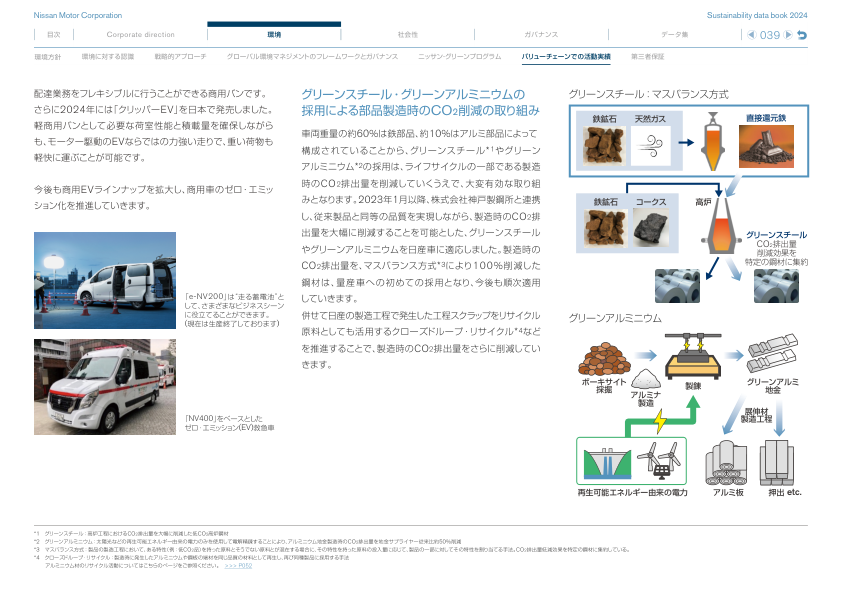 Nissan Motor Corporation
Sustainability data book 2024
目次
Corporate direction
環境
社会性
ガバナンス
データ集
039
環境方針
環境に対する認識
戦略的アプローチ
グローバル環境マネジメントのフレームワークとガバナンス
ニッサン・グリーンプログラム
バリューチェーンでの活動実績
第三者保証
配達業務をフレキシブルに行うことができる商用バンです。
さらに2024年には「クリッパーEV」を日本で発売しました。
軽商用バンとして必要な荷室性能と積載量を確保しながら
も、モーター駆動のEVならではの力強い走りで、重い荷物も
軽快に運ぶことが可能です。
今後も商用EVラインナップを拡大し、商用車のゼロ・エミッ
ション化を推進していきます。
「e-NV200」は“走る蓄電池”と
して、さまざまなビジネスシーン
に役立てることができます。
(現在は生産終了しております)
「NV400」をベースとした
ゼロ・エミッション(EV)救急車
グリーンスチール・グリーンアルミニウムの
採用による部品製造時のCO2削減の取り組み
車両重量の約60%は鉄部品、約10%はアルミ部品によって
構成されていることから、グリーンスチール*1やグリーン
アルミニウム*2の採用は、ライフサイクルの一部である製造
時のCO2排出量を削減していくうえで、大変有効な取り組
みとなります。2023年1月以降、株式会社神戸製鋼所と連携
し、従来製品と同等の品質を実現しながら、製造時のCO2排
出量を大幅に削減することを可能とした、グリーンスチール
やグリーンアルミニウムを日産車に適応しました。製造時の
CO2排出量を、マスバランス方式*3により100%削減した
鋼材は、量産車への初めての採用となり、今後も順次適用
していきます。
併せて日産の製造工程で発生した工程スクラップをリサイクル
原料としても活用するクローズドループ・リサイクル*4など
を推進することで、製造時のCO2排出量をさらに削減してい
きます。
グリーンスチール：マスバランス方式
鉄鉱石
天然ガス
直接還元鉄
鉄鉱石
コークス
高炉
グリーンスチール
CO2排出量
削減効果を
特定の鋼材に集約
グリーンアルミニウム
ボーキサイト
採掘
アルミナ
製造
製錬
グリーンアルミ
地金
展伸材
製造工程
再生可能エネルギー由来の電力
アルミ板
押出 etc.
*1 グリーンスチール：高炉工程におけるCO2排出量を大幅に削減した低CO2高炉鋼材
*2 グリーンアルミニウム：太陽光などの再生可能エネルギー由来の電力のみを使用して電解精錬することにより、アルミニウム地金製造時のCO2排出量を地金サプライヤー従来比約50%削減
*3 マスバランス方式：製品の製造工程において、ある特性(例：低CO2品)を持った原料とそうでない原料とが混在する場合に、その特性を持った原料の投入量に応じて、製品の一部に対してその特性を割り当てる手法。CO2排出量低減効果を特定の鋼材に集約している。
*4 クローズドループ・リサイクル：製造時に発生したアルミニウムや鋼板の端材を同じ品質の材料として再生し、再び同種製品に採用する手法
アルミニウム材のリサイクル活動についてはこちらのページをご参照ください。 >>> P052